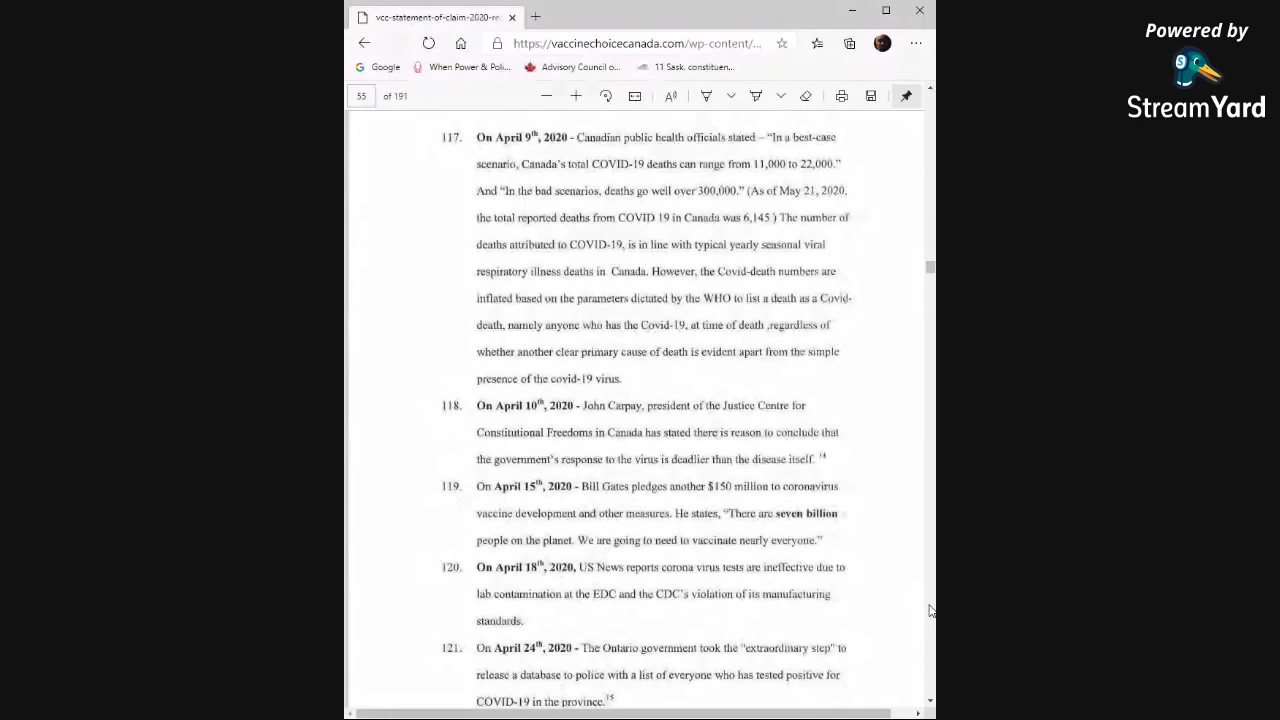 vcc-statement-of-claim-2020-re
Powered by
StreamYard
https://vaccinechoicecanada.com/wp-content/...
Google
When Power & Poli...
Advisory Council o...
11 Sask. constituen...
55 of 191
117. On April 9th, 2020 - Canadian public health officials stated – "In a best-case
scenario, Canada's total COVID-19 deaths can range from 11,000 to 22,000."
And "In the bad scenarios, deaths go well over 300,000." (As of May 21, 2020,
the total reported deaths from COVID 19 in Canada was 6,145.) The number of
deaths attributed to COVID-19, is in line with typical yearly seasonal viral
respiratory illness deaths in Canada. However, the Covid-death numbers are
inflated based on the parameters dictated by the WHO to list a death as a Covid-
death, namely anyone who has the Covid-19, at time of death ,regardless of
whether another clear primary cause of death is evident apart from the simple
presence of the covid-19 virus.
118. On April 10th, 2020 - John Carpay, president of the Justice Centre for
Constitutional Freedoms in Canada has stated there is reason to conclude that
the government's response to the virus is deadlier than the disease itself. 14
119. On April 15th, 2020 - Bill Gates pledges another $150 million to coronavirus
vaccine development and other measures. He states, "There are seven billion
people on the planet. We are going to need to vaccinate nearly everyone."
120. On April 18th, 2020, US News reports corona virus tests are ineffective due to
lab contamination at the EDC and the CDC's violation of its manufacturing
standards.
121. On April 24th, 2020 - The Ontario government took the "extraordinary step" to
release a database to police with a list of everyone who has tested positive for
COVID-19 in the province.15